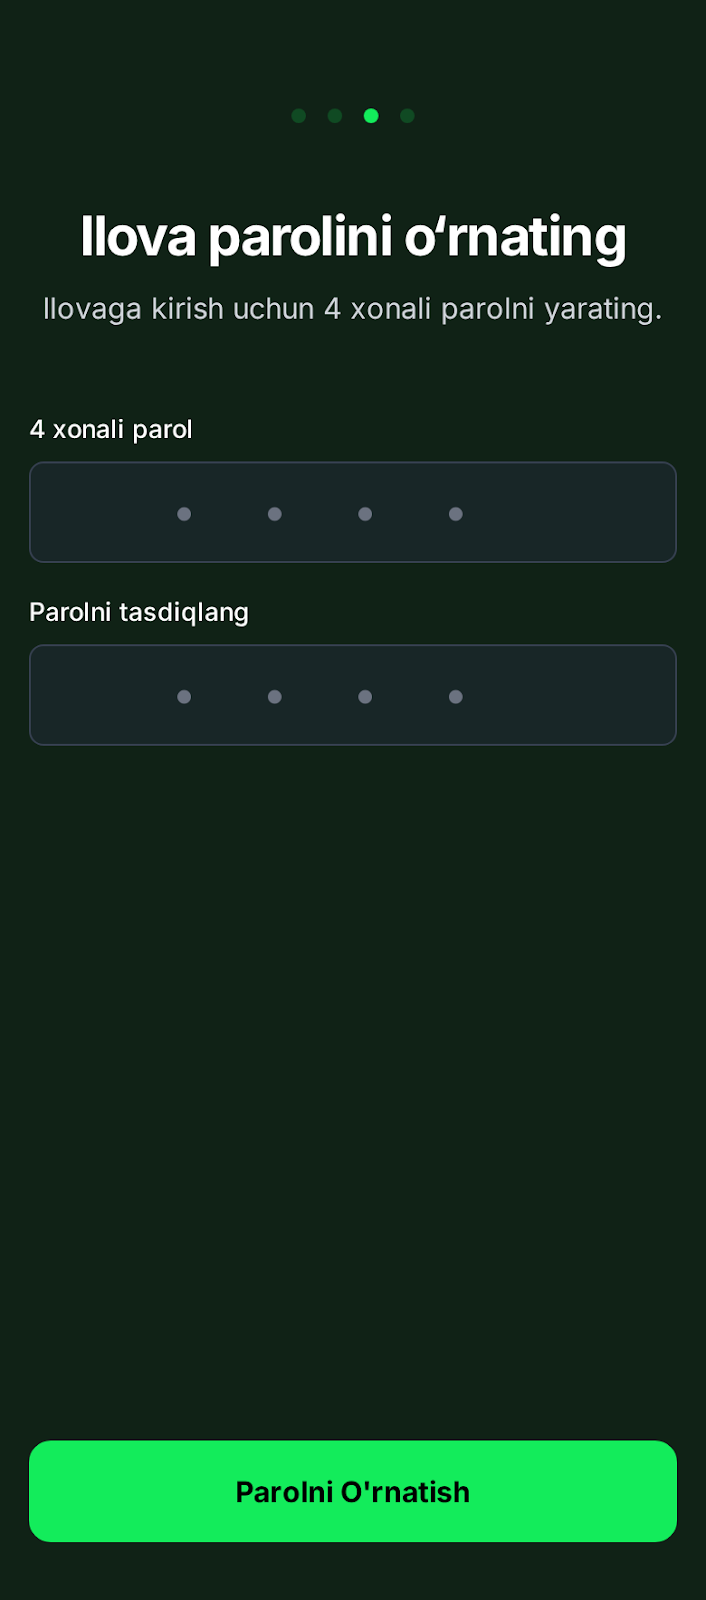 Ilova parolini o‘rnating
Ilovaga kirish uchun 4 xonali parolni yarating.
4 xonali parol
Parolni tasdiqlang
Parolni O'rnatish